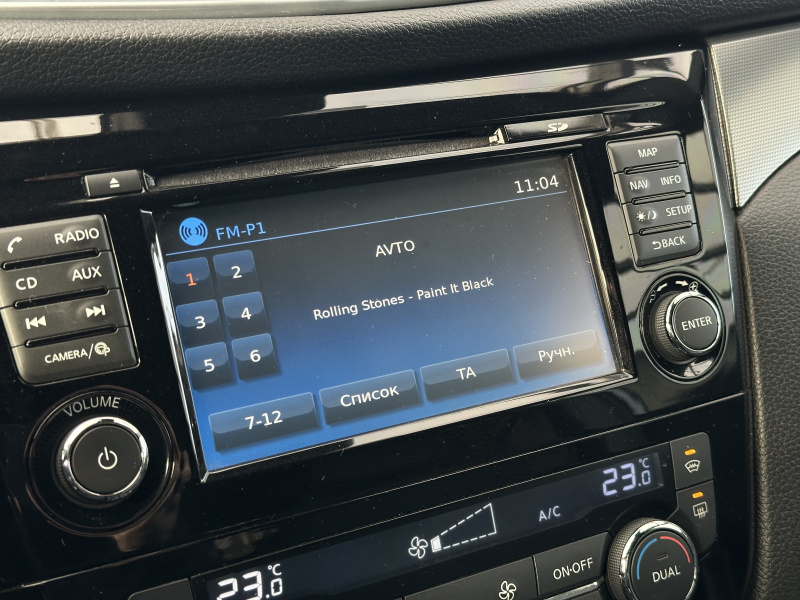 SD
11:04
FM-P1
AVTO
1
2
3
4
5
6
Rolling Stones - Paint It Black
7-12
Список
TA
Ручн.
RADIO
CD
AUX
CAMERA/
VOLUME
MAP
NAV
INFO
SETUP
BACK
ENTER
23.0
°C
A/C
23.0
°C
ON·OFF
DUAL